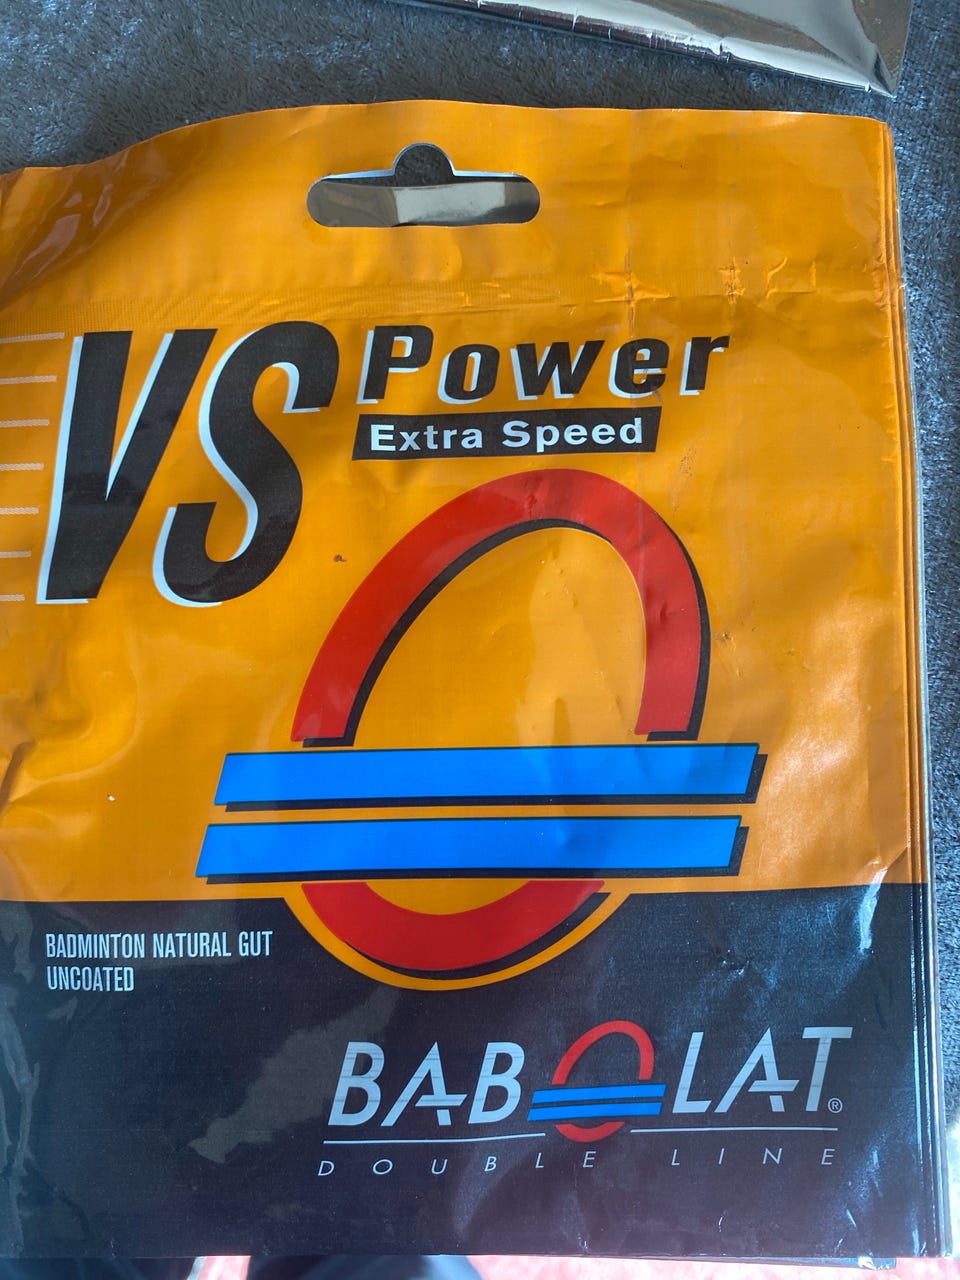 VS Power
Extra Speed
BADMINTON NATURAL GUT
UNCOATED
BABOLAT®
DOUBLE LINE